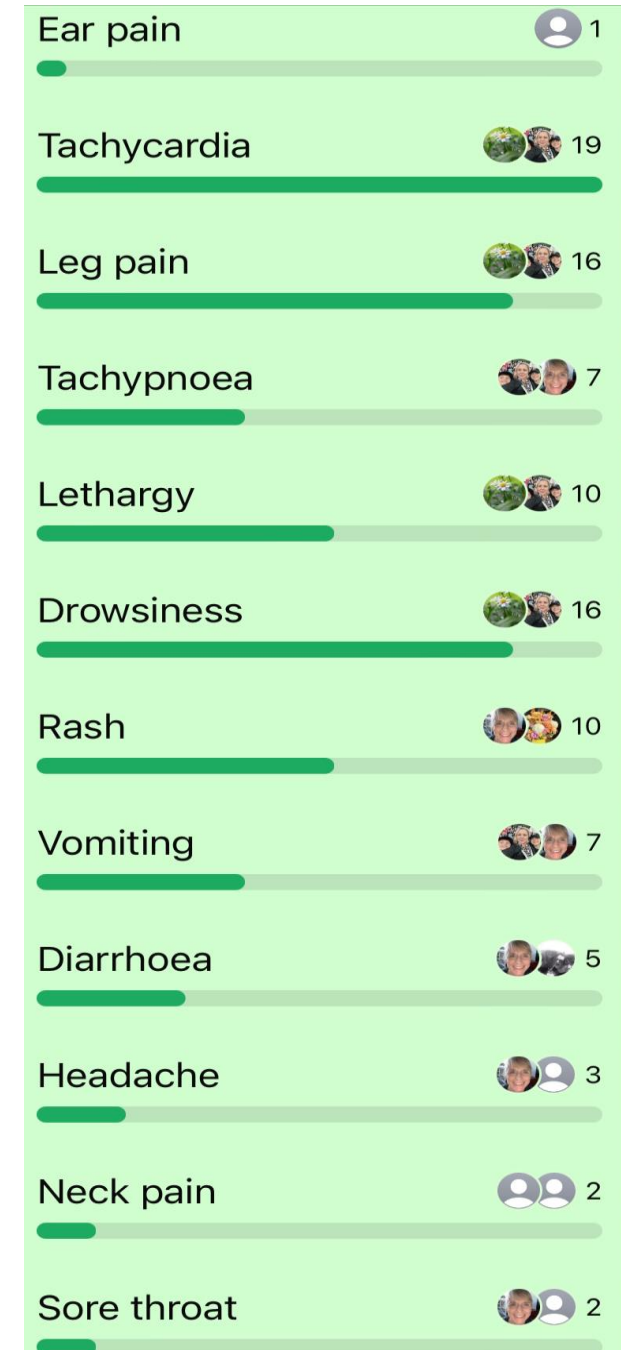 Ear pain 1
Tachycardia 19
Leg pain 16
Tachypnoea 7
Lethargy 10
Drowsiness 16
Rash 10
Vomiting 7
Diarrhoea 5
Headache 3
Neck pain 2
Sore throat 2